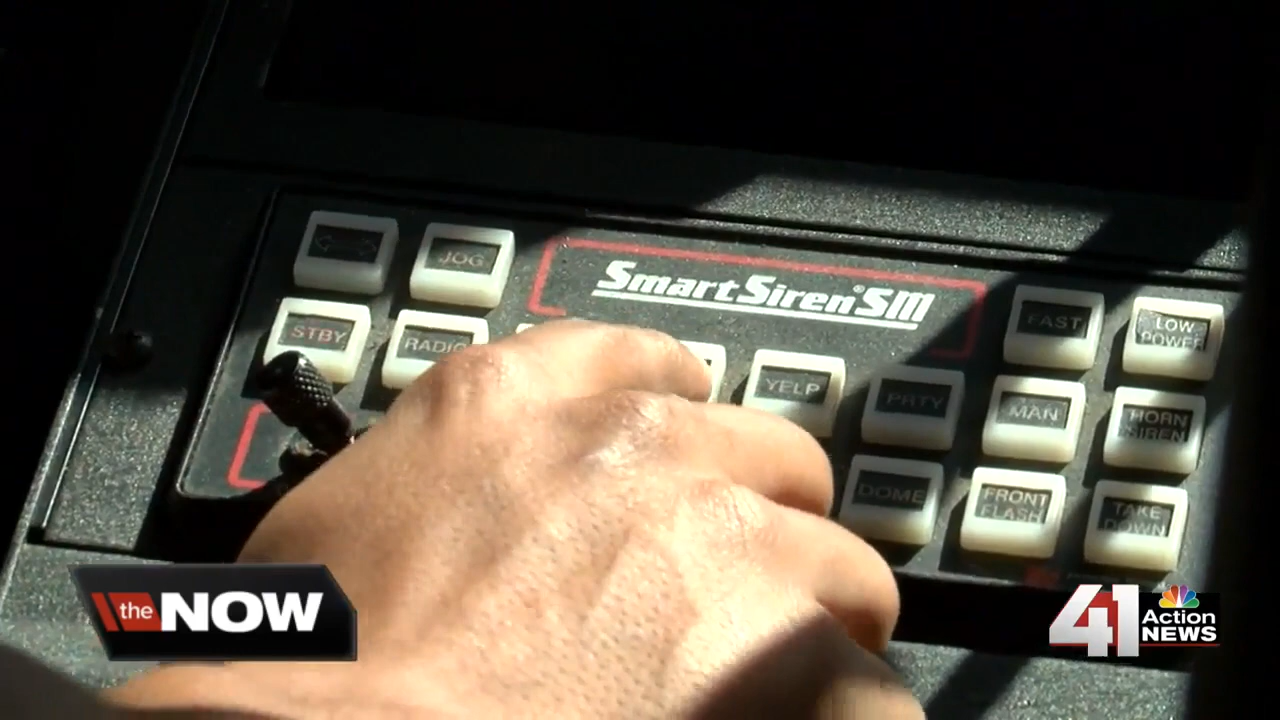 SmartSiren® SM
JOG
STBY
RADIO
YELP
PRTY
FAST
LOW
POWER
MAN
HORN
SIREN
DOME
FRONT
FLASH
TAKE
DOWN
the NOW
41
Action
NEWS